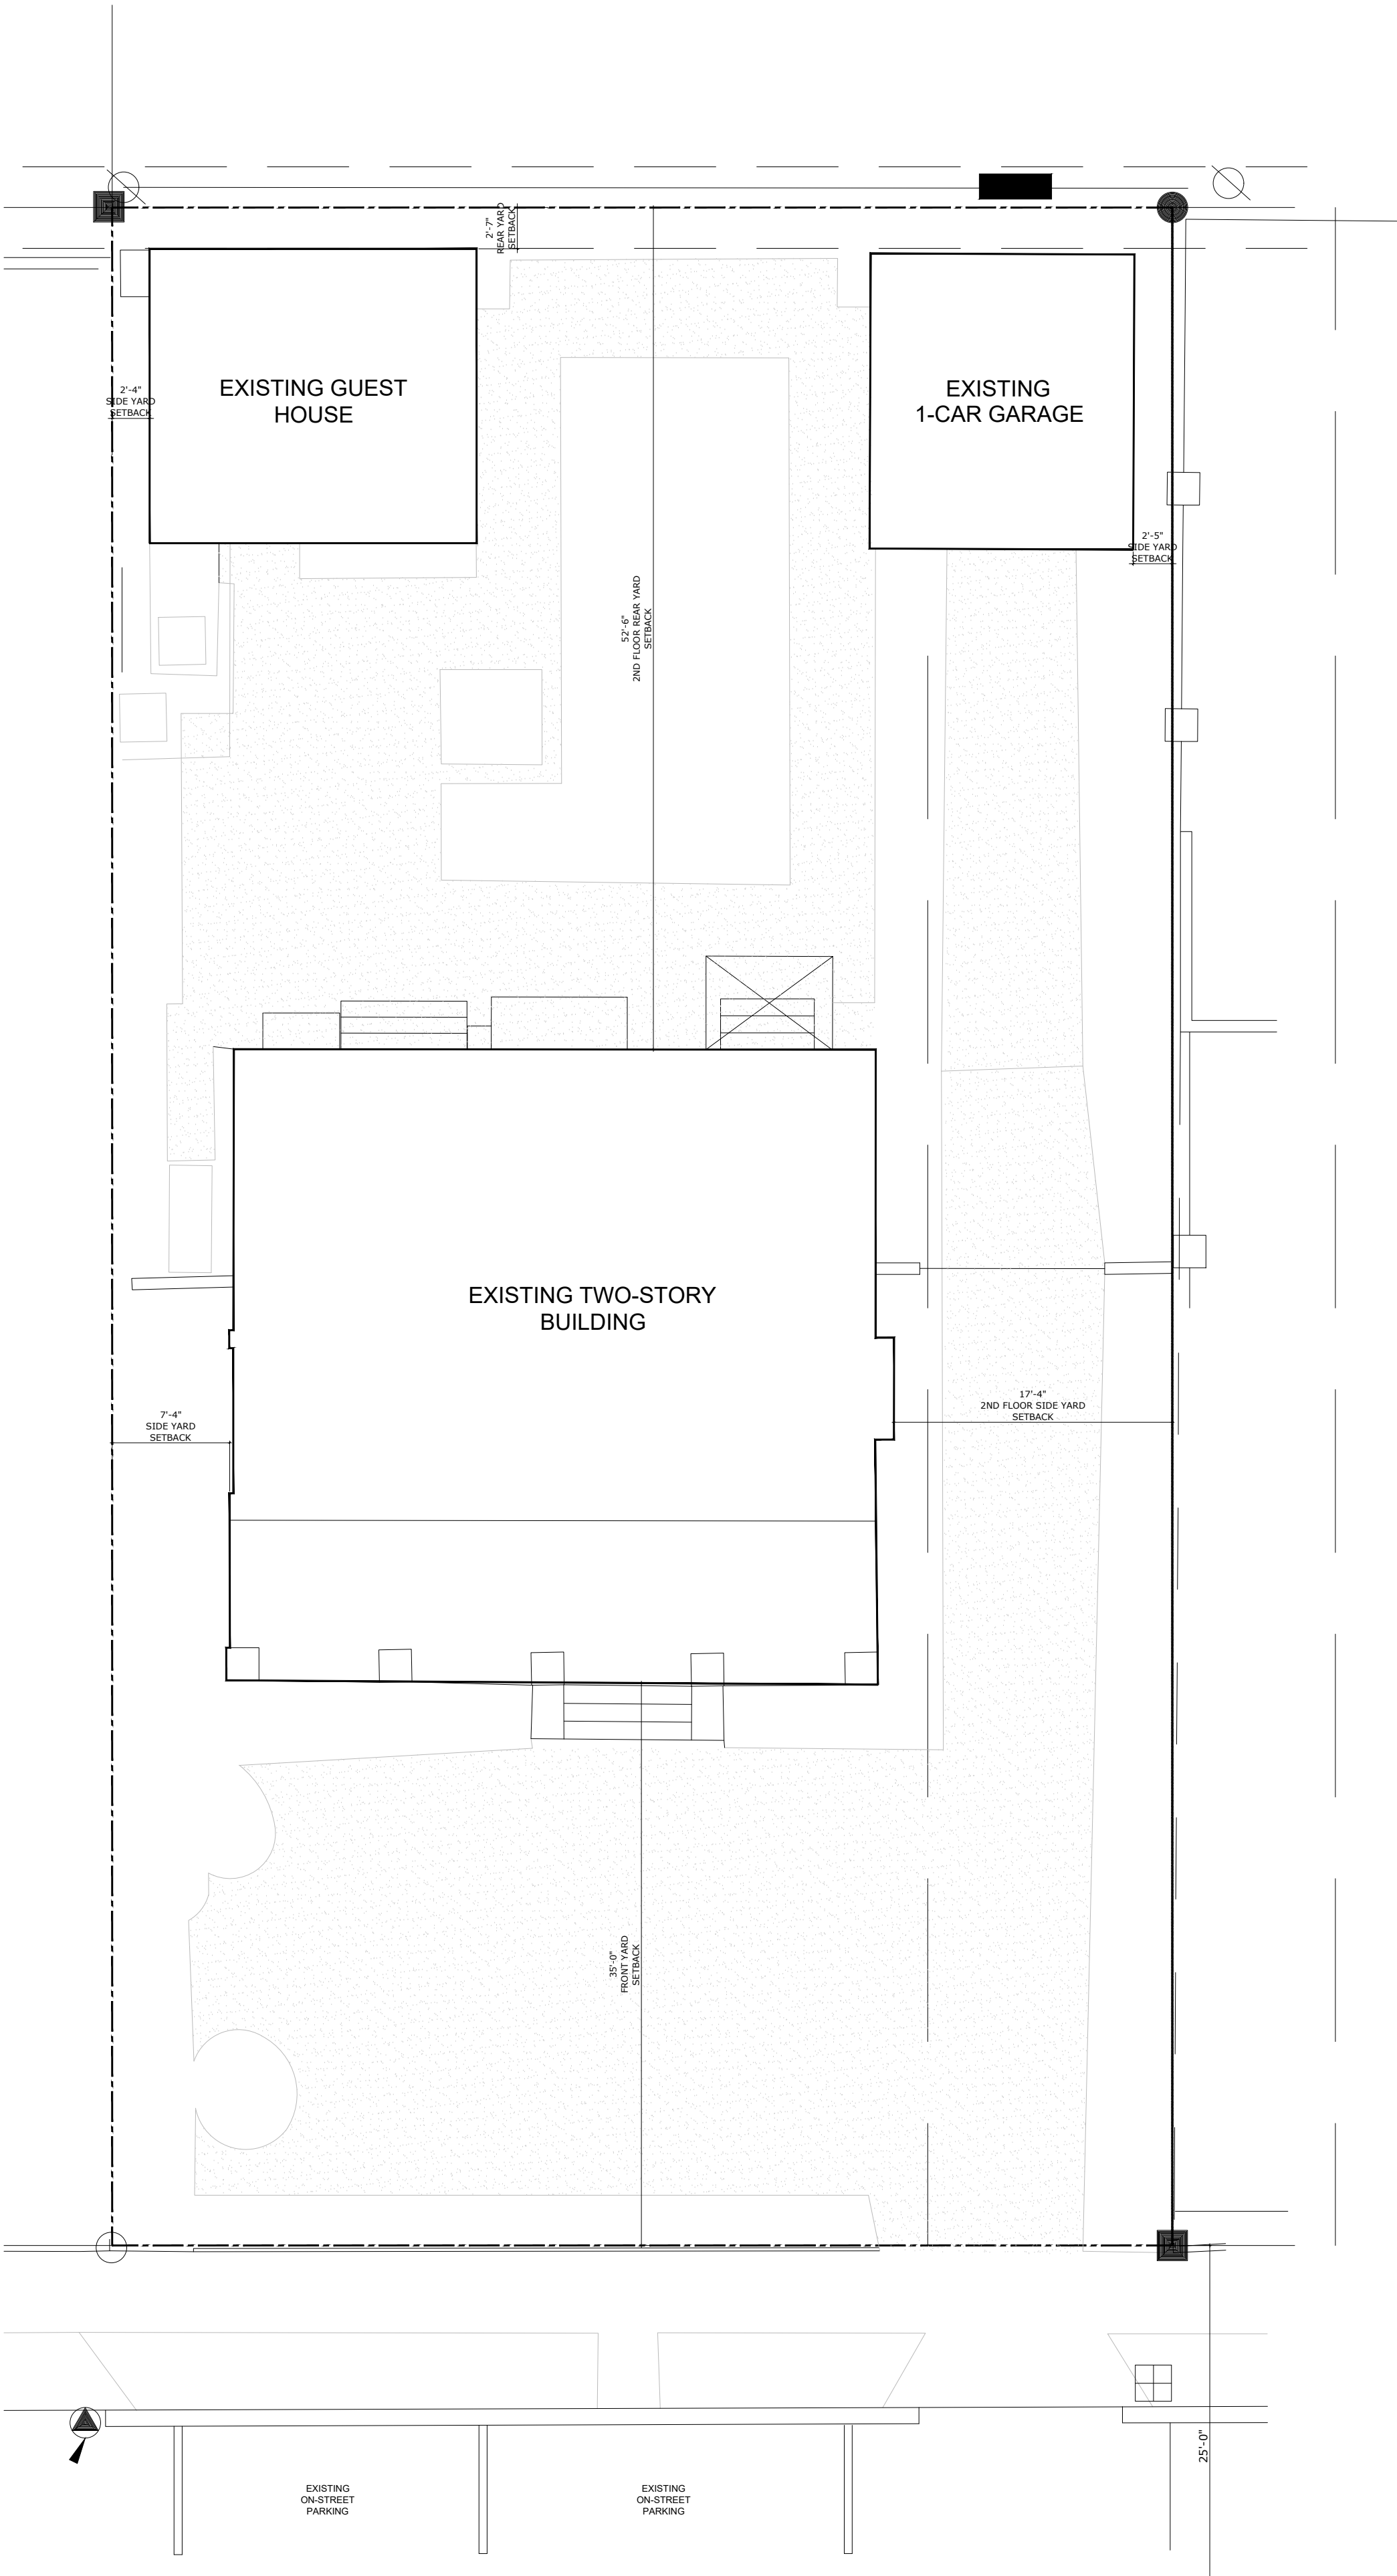 2'-7"
REAR YARD
SETBACK
EXISTING GUEST
HOUSE
EXISTING
1-CAR GARAGE
2'-4"
SIDE YARD
SETBACK
2'-5"
SIDE YARD
SETBACK
52'-6"
2ND FLOOR REAR YARD
SETBACK
EXISTING TWO-STORY
BUILDING
17'-4"
2ND FLOOR SIDE YARD
SETBACK
7'-4"
SIDE YARD
SETBACK
35'-0"
FRONT YARD
SETBACK
25'-0"
EXISTING
ON-STREET
PARKING
EXISTING
ON-STREET
PARKING